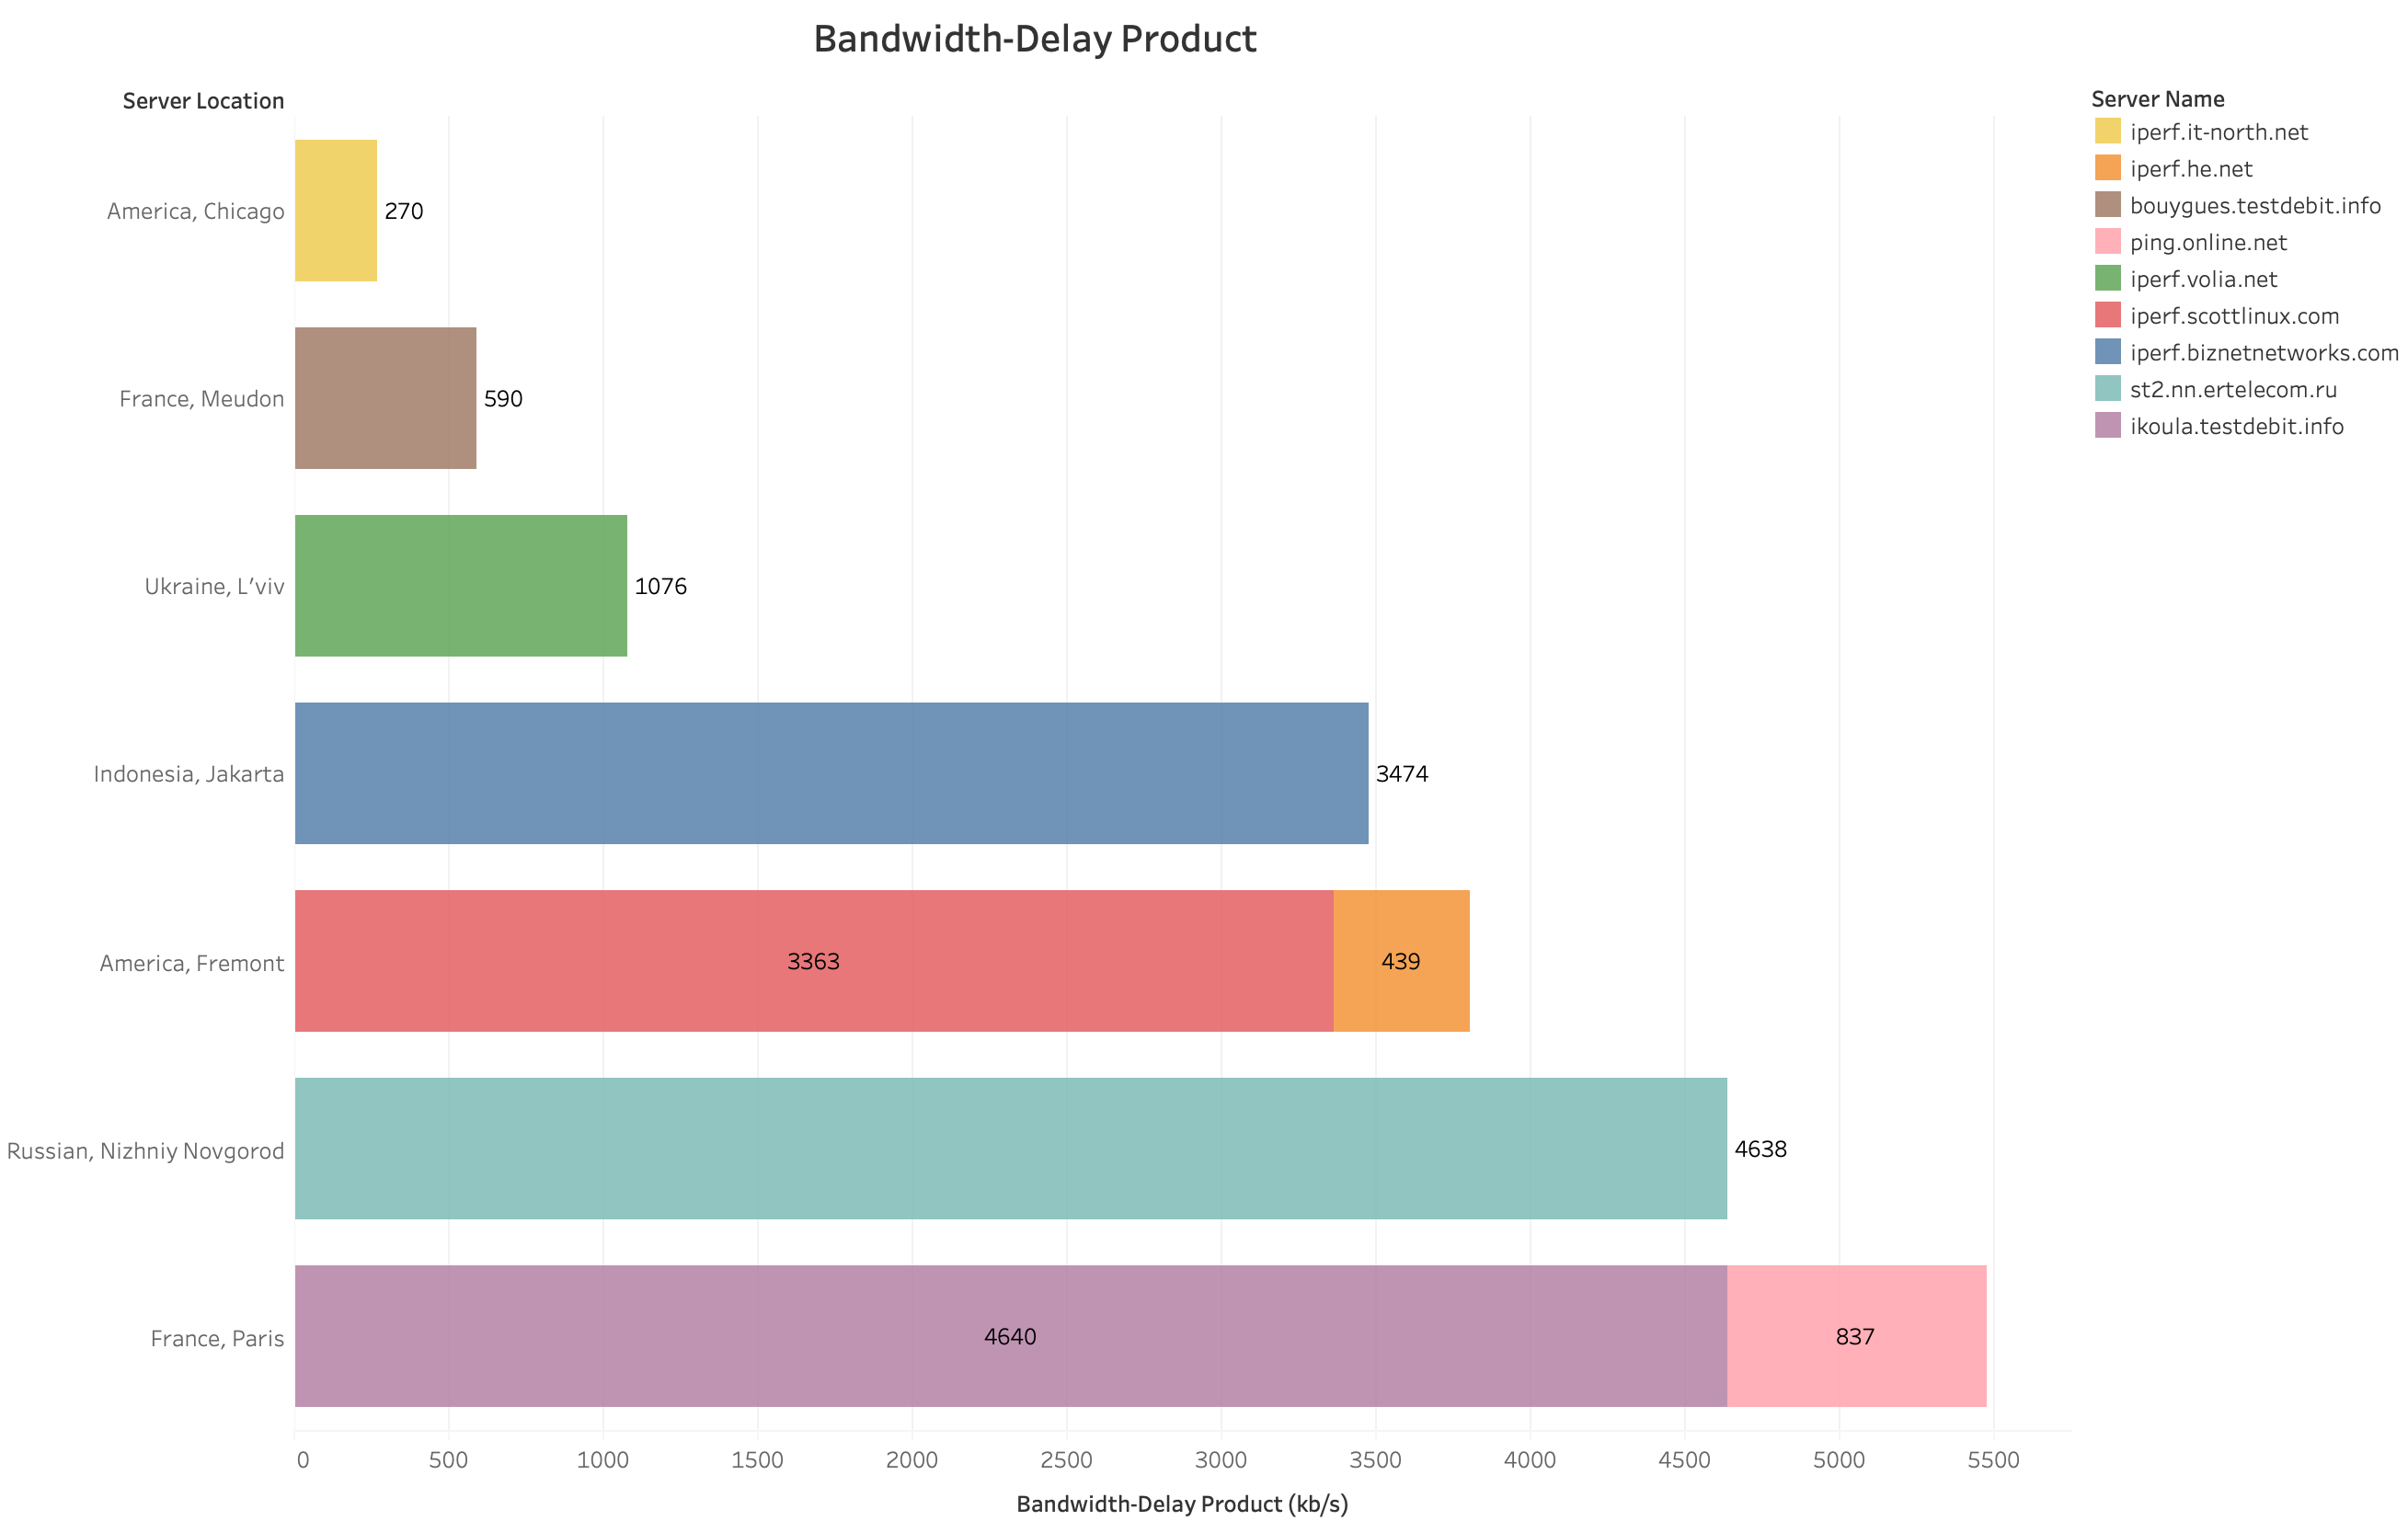 Bandwidth-Delay Product
Server Location
America, Chicago
270
France, Meudon
590
Ukraine, L’viv
1076
Indonesia, Jakarta
3474
America, Fremont
3363
439
Russian, Nizhniy Novgorod
4638
France, Paris
4640
837
0 500 1000 1500 2000 2500 3000 3500 4000 4500 5000 5500
Bandwidth-Delay Product (kb/s)
Server Name
iperf.it-north.net
iperf.he.net
bouygues.testdebit.info
ping.online.net
iperf.volia.net
iperf.scottlinux.com
iperf.biznetnetworks.com
st2.nn.ertelecom.ru
ikoula.testdebit.info